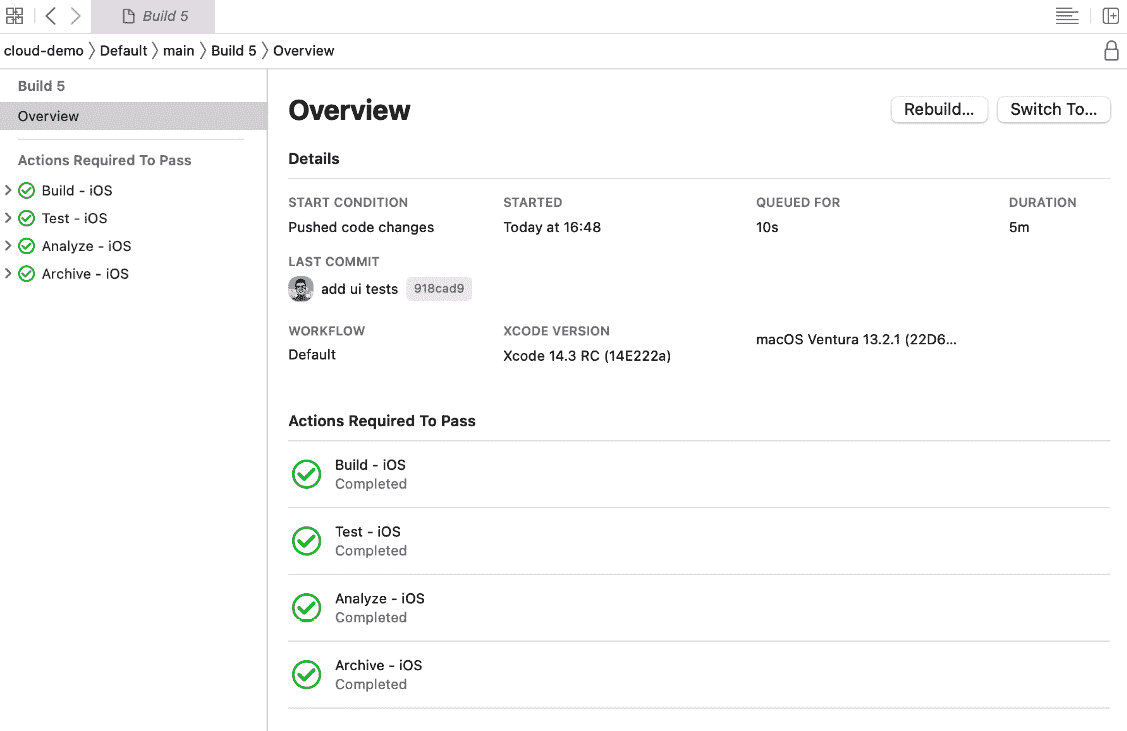 Build 5
cloud-demo 〉Default 〉main 〉Build 5 〉Overview
Build 5
Overview
Actions Required To Pass
Build - iOS
Test - iOS
Analyze - iOS
Archive - iOS
Overview
Rebuild... Switch To...
Details
START CONDITION STARTED QUEUED FOR DURATION
Pushed code changes Today at 16:48 10s 5m
LAST COMMIT
add ui tests 918cad9
WORKFLOW XCODE VERSION
Default Xcode 14.3 RC (14E222a) macOS Ventura 13.2.1 (22D6...
Actions Required To Pass
Build - iOS
Completed
Test - iOS
Completed
Analyze - iOS
Completed
Archive - iOS
Completed